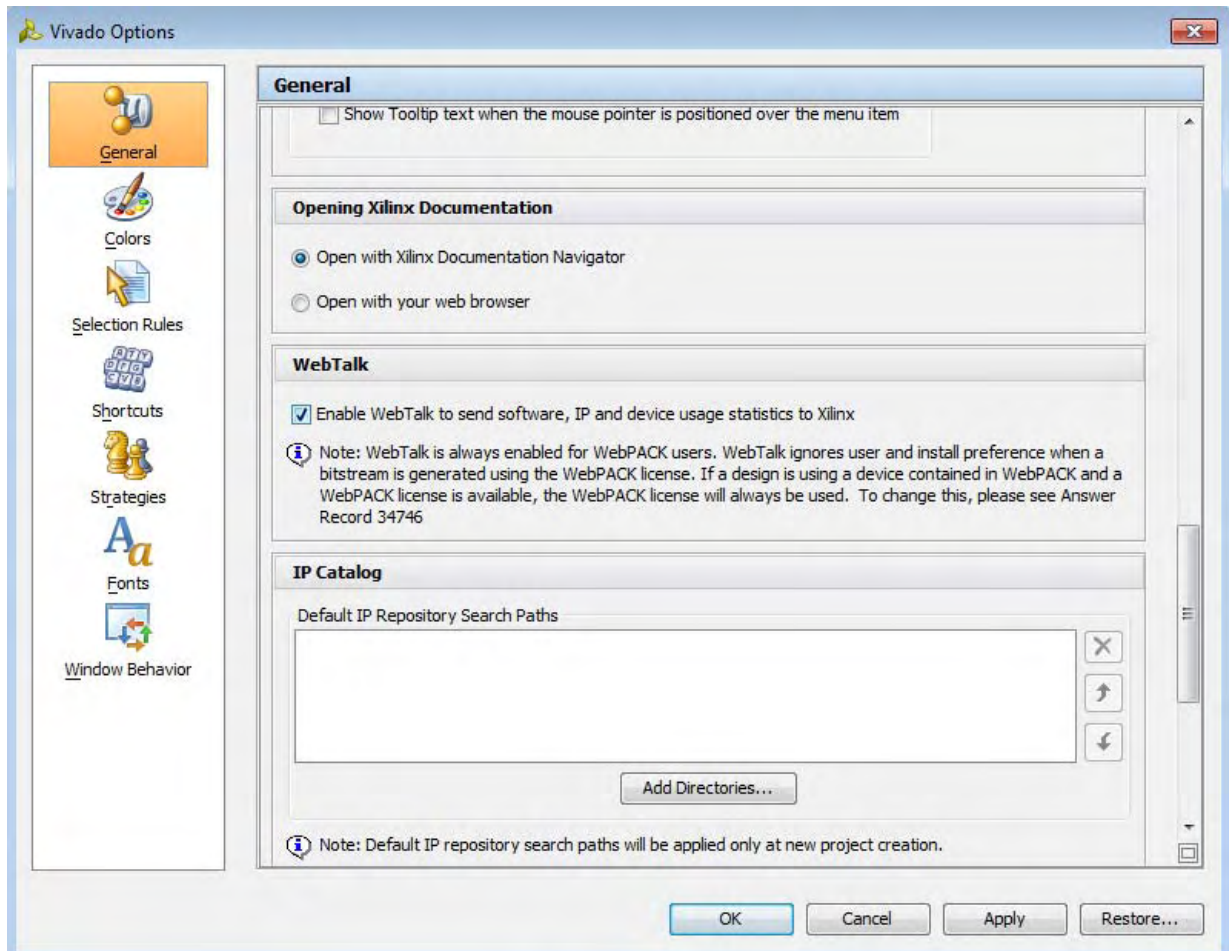 Vivado Options
General
Colors
Selection Rules
Shortcuts
Strategies
Fonts
Window Behavior
General
Show Tooltip text when the mouse pointer is positioned over the menu item
Opening Xilinx Documentation
Open with Xilinx Documentation Navigator
Open with your web browser
WebTalk
Enable WebTalk to send software, IP and device usage statistics to Xilinx
Note: WebTalk is always enabled for WebPACK users. WebTalk ignores user and install preference when a
bitstream is generated using the WebPACK license. If a design is using a device contained in WebPACK and a
WebPACK license is available, the WebPACK license will always be used. To change this, please see Answer
Record 34746
IP Catalog
Default IP Repository Search Paths
Add Directories...
Note: Default IP repository search paths will be applied only at new project creation.
OK
Cancel
Apply
Restore...